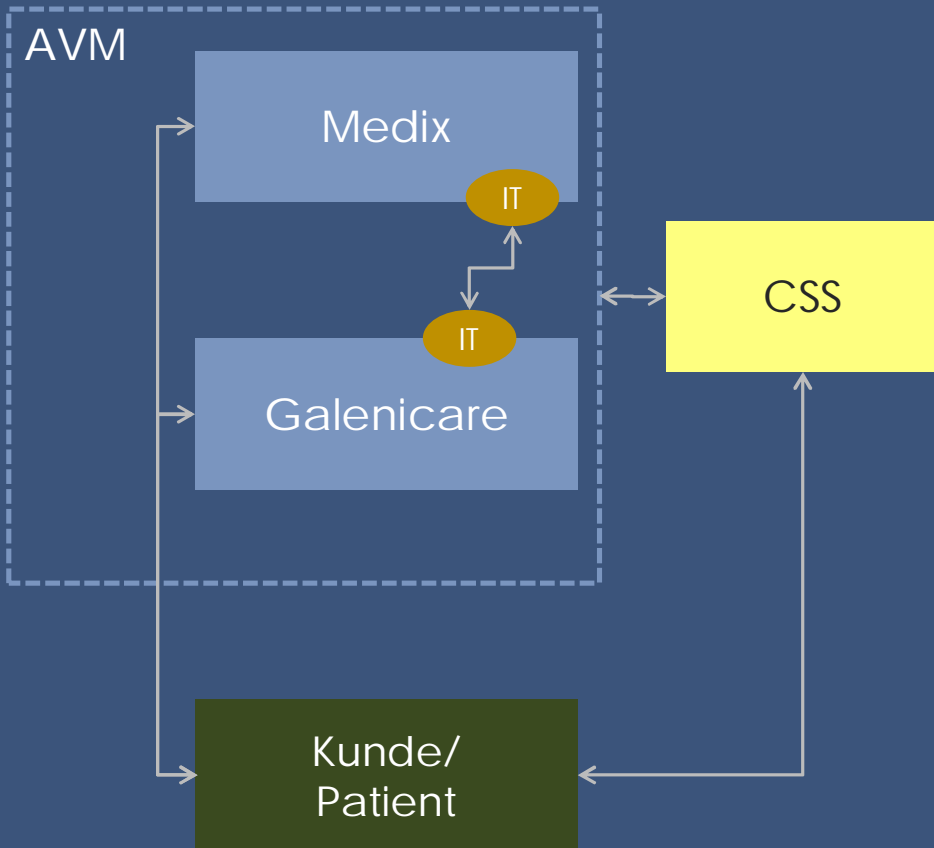 AVM
Medix
IT
IT
CSS
Galenicare
Kunde/
Patient